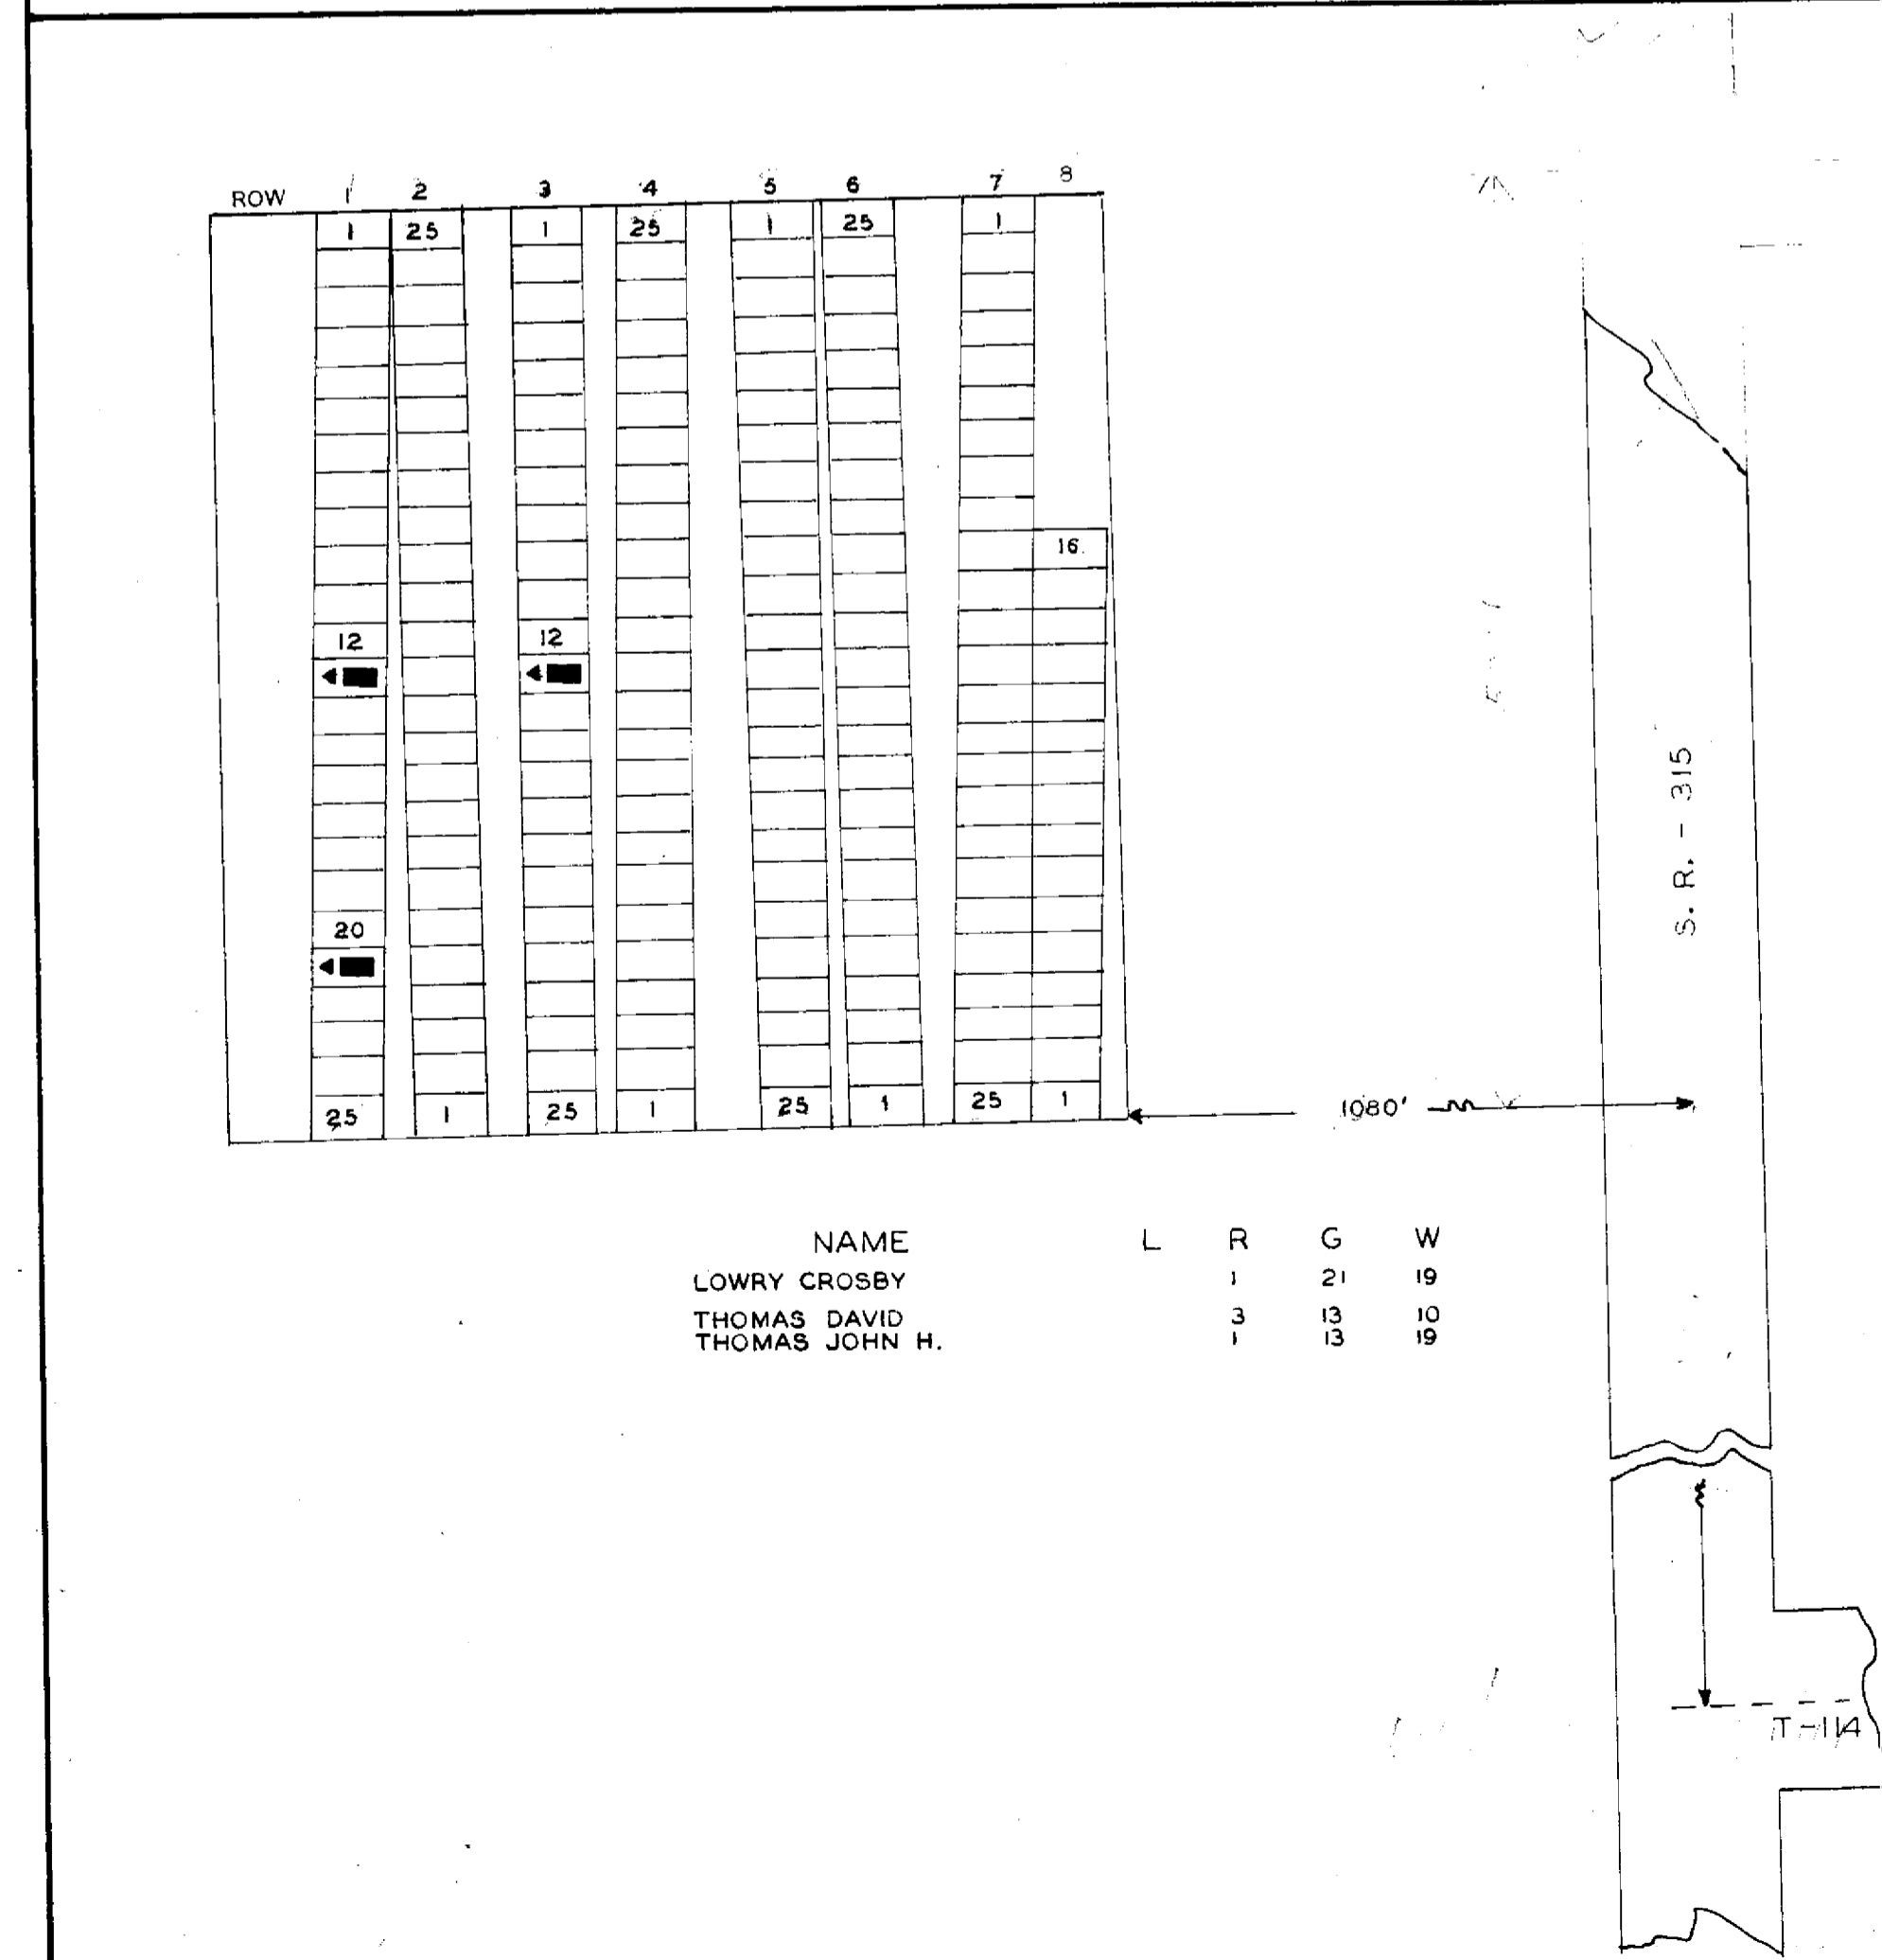 ROW 1 2 3 4 5 6 7 8
1 25 1 25 1 25 1
16.
12 12
20
25 1 25 1 25 1 25 1
1080'
S. R. - 315
NAME L R G W
LOWRY CROSBY 1 21 19
THOMAS DAVID 3 13 10
THOMAS JOHN H. 1 13 19
T-114